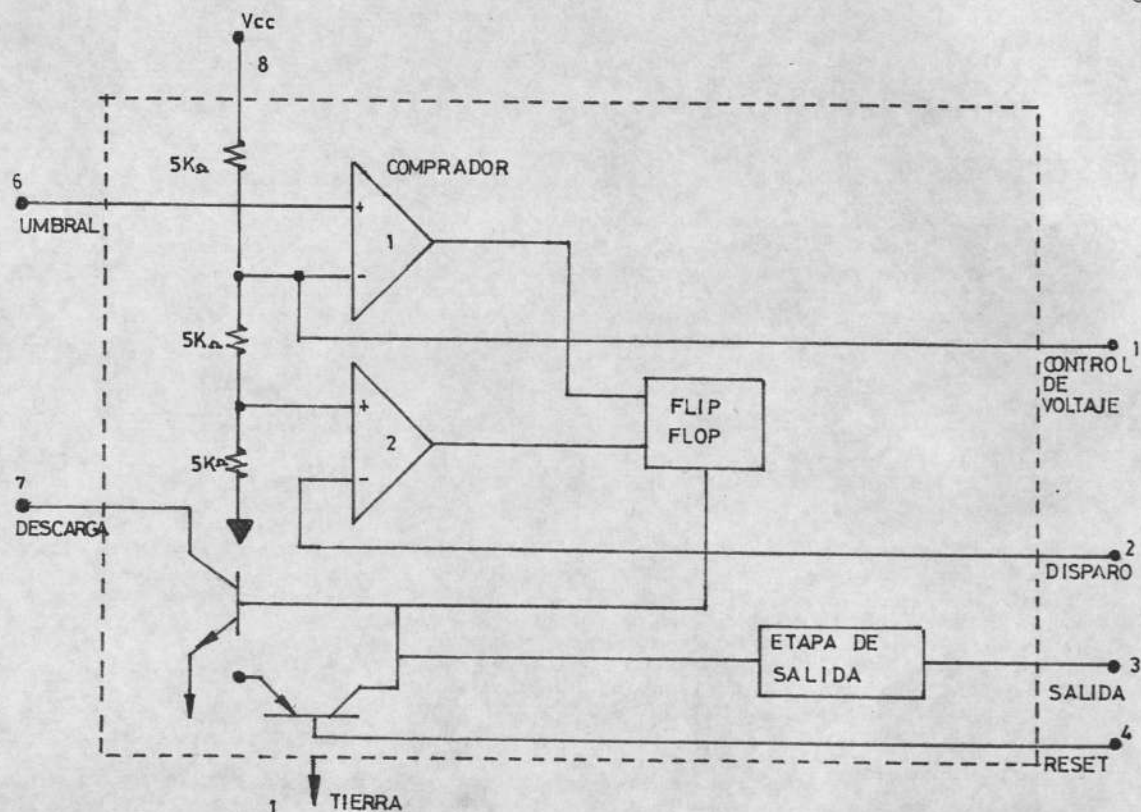 Vcc
8
5KΩ
COMPRADOR
6
+
UMBRAL
1
-
5KΩ
1
CONTROL
DE
VOLTAJE
+
FLIP
FLOP
2
5KΩ
-
7
DESCARGA
2
DISPARO
ETAPA DE
SALIDA
3
SALIDA
4
RESET
1
TIERRA